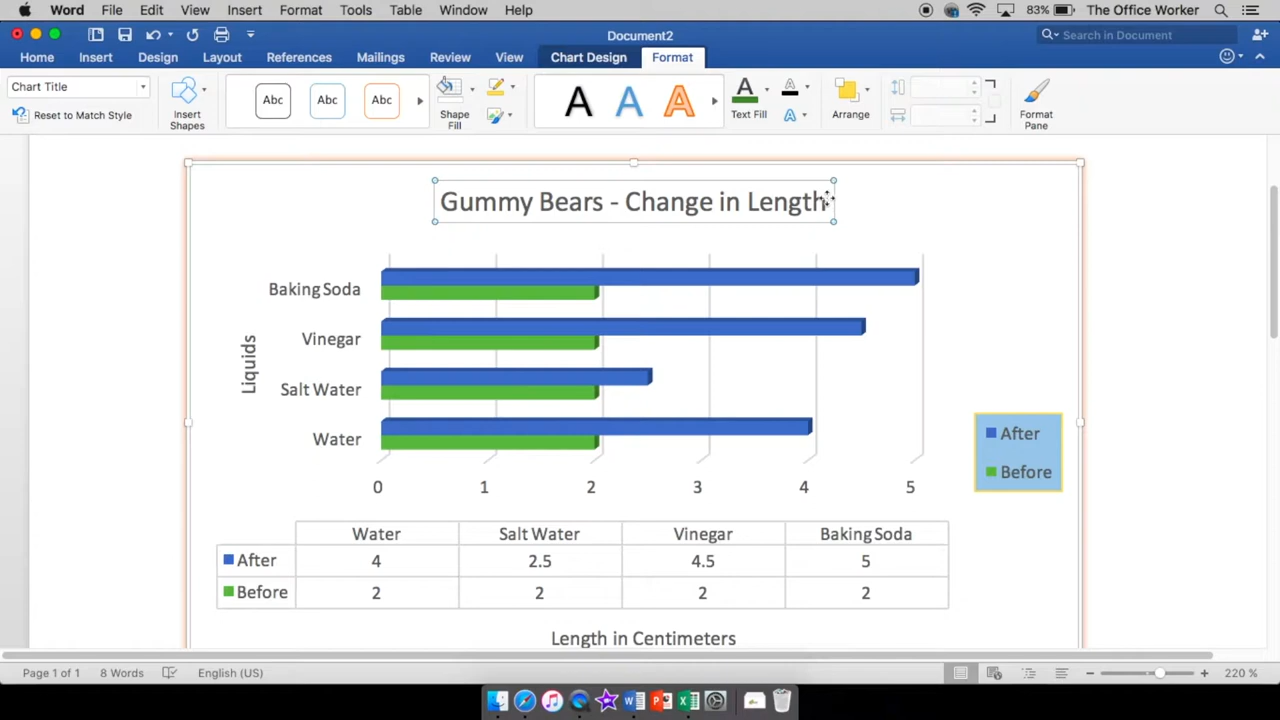 Word File Edit View Insert Format Tools Table Window Help 83% The Office Worker
Document2
Search in Document
Home Insert Design Layout References Mailings Review View Chart Design Format
Chart Title
Reset to Match Style
Insert Shapes
Abc Abc Abc
Shape Fill
A A A
Text Fill
Arrange
Format Pane
Gummy Bears - Change in Length
Baking Soda
Vinegar
Salt Water
Water
Liquids
0 1 2 3 4 5
After
Before
Water Salt Water Vinegar Baking Soda
After 4 2.5 4.5 5
Before 2 2 2 2
Length in Centimeters
Page 1 of 1 8 Words English (US) 220 %